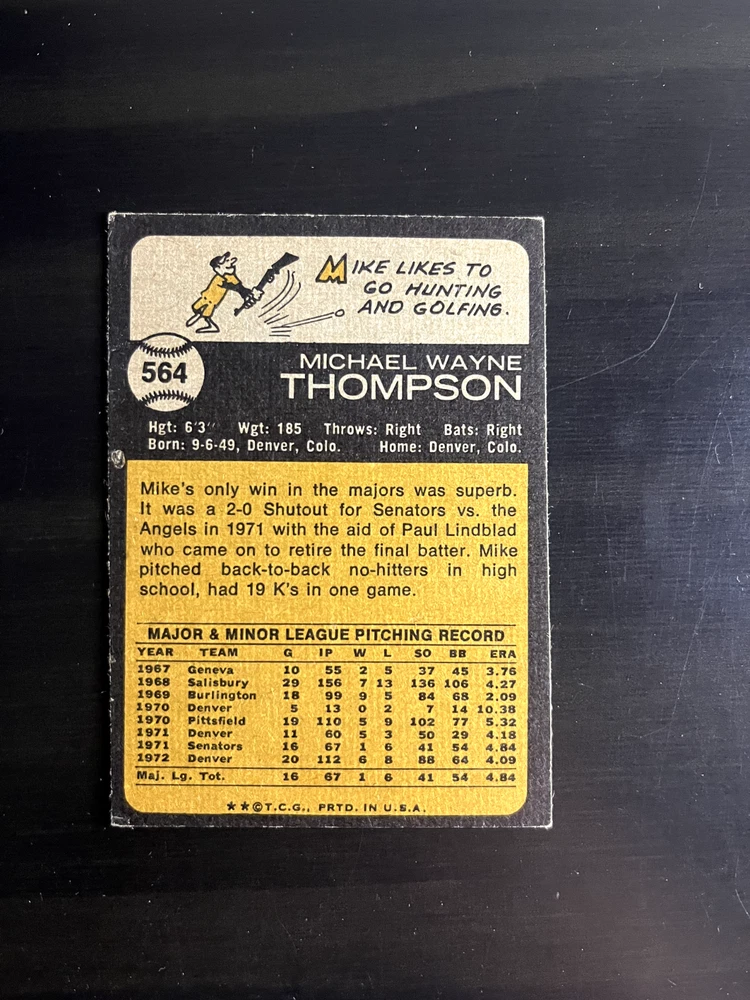 MIKE LIKES TO
GO HUNTING
AND GOLFING.
564
MICHAEL WAYNE
THOMPSON
Hgt: 6'3" Wgt: 185 Throws: Right Bats: Right
Born: 9-6-49, Denver, Colo. Home: Denver, Colo.
Mike's only win in the majors was superb.
It was a 2-0 Shutout for Senators vs. the
Angels in 1971 with the aid of Paul Lindblad
who came on to retire the final batter. Mike
pitched back-to-back no-hitters in high
school, had 19 K's in one game.
MAJOR & MINOR LEAGUE PITCHING RECORD
YEAR TEAM G IP W L SO BB ERA
1967 Geneva 10 55 2 5 37 45 3.76
1968 Salisbury 29 156 7 13 136 106 4.27
1969 Burlington 18 99 9 5 84 68 2.09
1970 Denver 5 13 0 2 7 14 10.38
1970 Pittsfield 19 110 5 9 102 77 5.32
1971 Denver 11 60 5 3 50 29 4.18
1971 Senators 16 67 1 6 41 54 4.84
1972 Denver 20 112 6 8 88 64 4.09
Maj. Lg. Tot. 16 67 1 6 41 54 4.84
★★©T.C.G., PRTD. IN U.S.A.